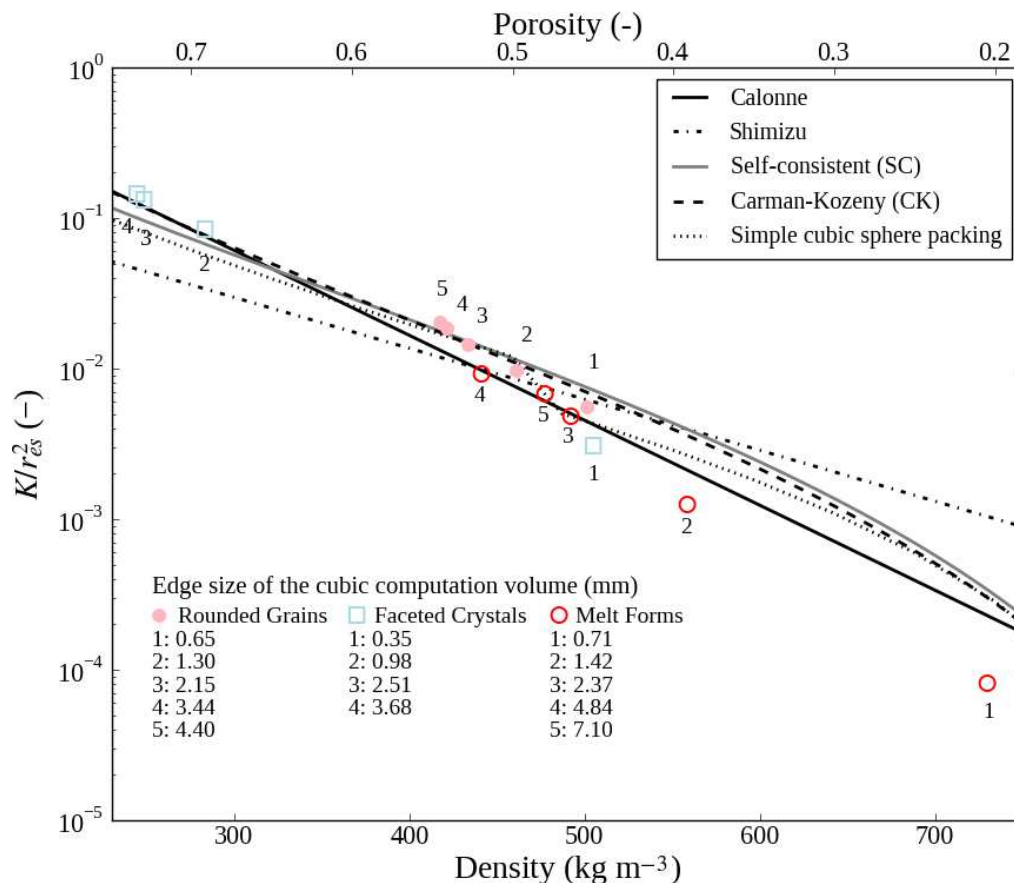 Porosity (-)
0.7 0.6 0.5 0.4 0.3 0.2
10⁰
10⁻¹
10⁻²
10⁻³
10⁻⁴
10⁻⁵
K/r²ₑₛ (−)
Calonne
Shimizu
Self-consistent (SC)
Carman-Kozeny (CK)
Simple cubic sphere packing
4 3 2
5 4 3 2 1
4 5 3 1
2
1
Edge size of the cubic computation volume (mm)
Rounded Grains Faceted Crystals Melt Forms
1: 0.65 1: 0.35 1: 0.71
2: 1.30 2: 0.98 2: 1.42
3: 2.15 3: 2.51 3: 2.37
4: 3.44 4: 3.68 4: 4.84
5: 4.40 5: 7.10
300 400 500 600 700
Density (kg m⁻³)